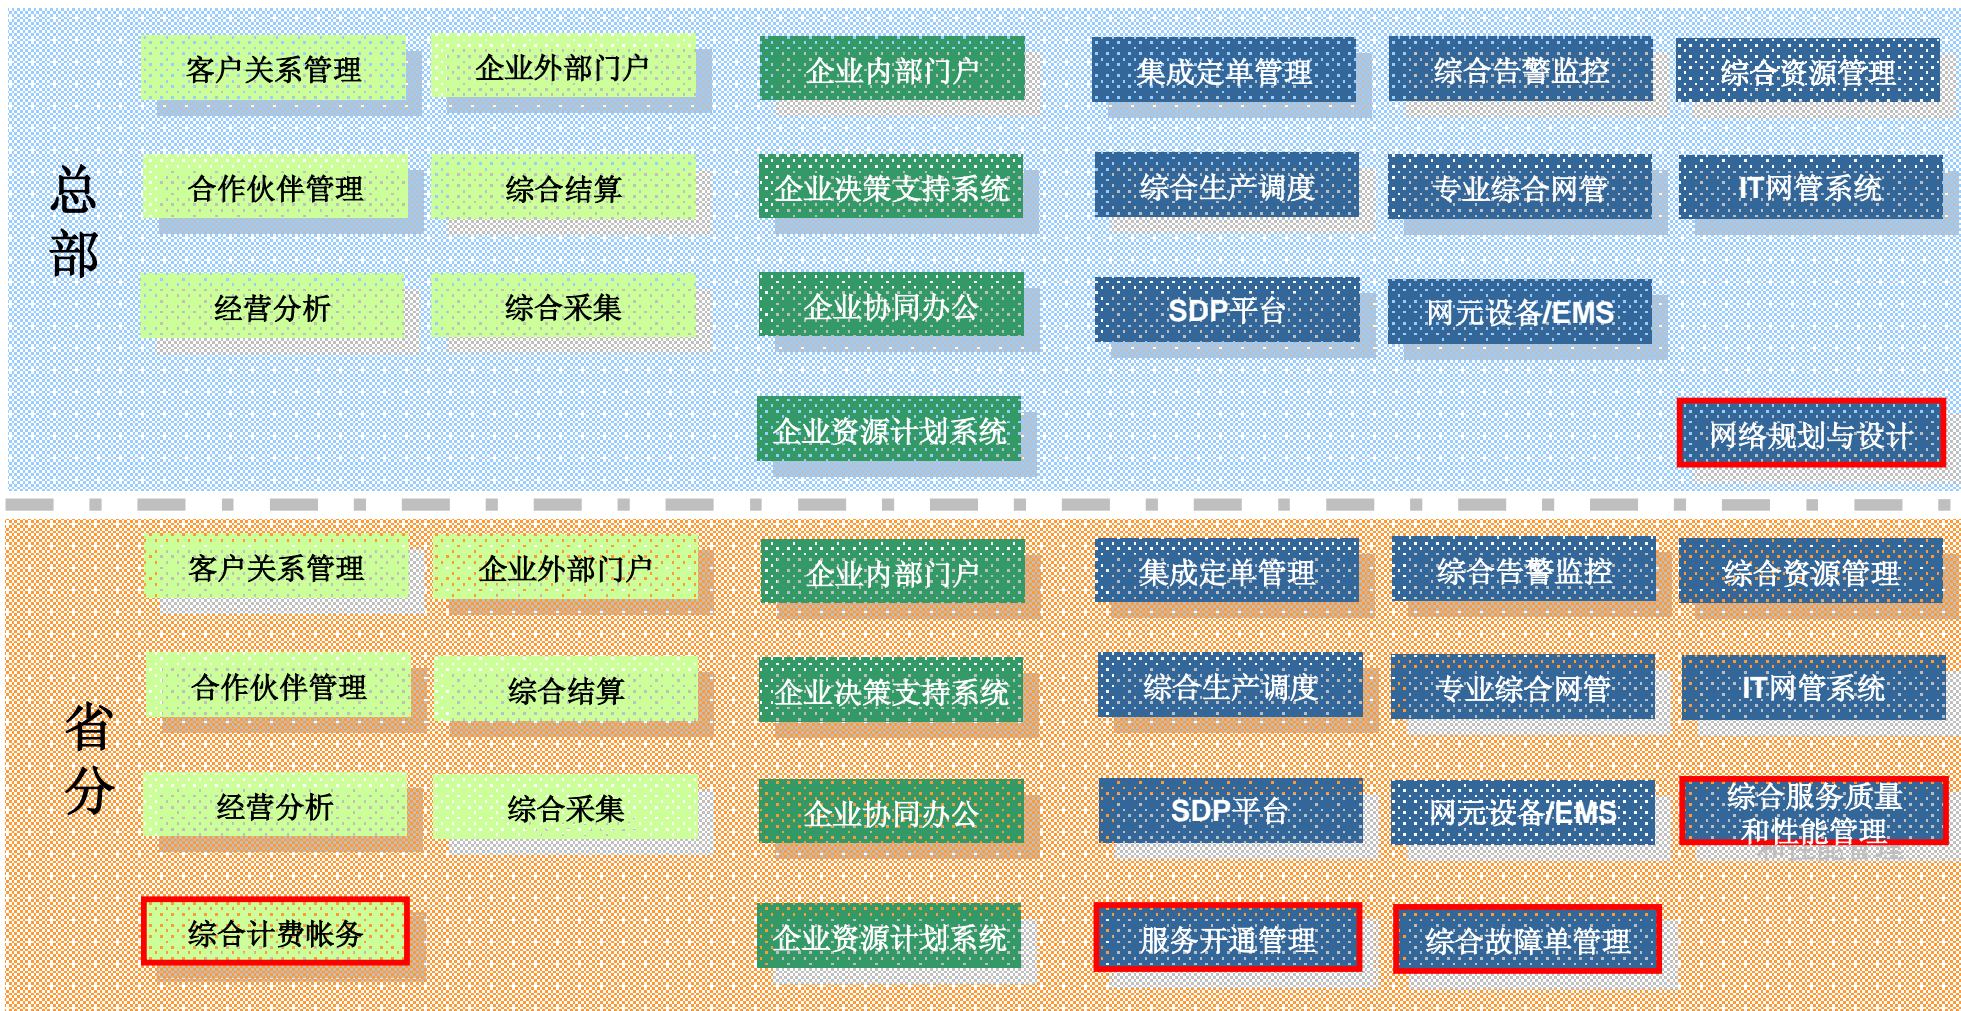 总部
客户关系管理
企业外部门户
企业内部门户
集成定单管理
综合告警监控
综合资源管理
合作伙伴管理
综合结算
企业决策支持系统
综合生产调度
专业综合网管
IT网管系统
经营分析
综合采集
企业协同办公
SDP平台
网元设备/EMS
企业资源计划系统
网络规划与设计
省分
客户关系管理
企业外部门户
企业内部门户
集成定单管理
综合告警监控
综合资源管理
合作伙伴管理
综合结算
企业决策支持系统
综合生产调度
专业综合网管
IT网管系统
经营分析
综合采集
企业协同办公
SDP平台
网元设备/EMS
综合服务质量
和性能管理
综合计费帐务
企业资源计划系统
服务开通管理
综合故障单管理